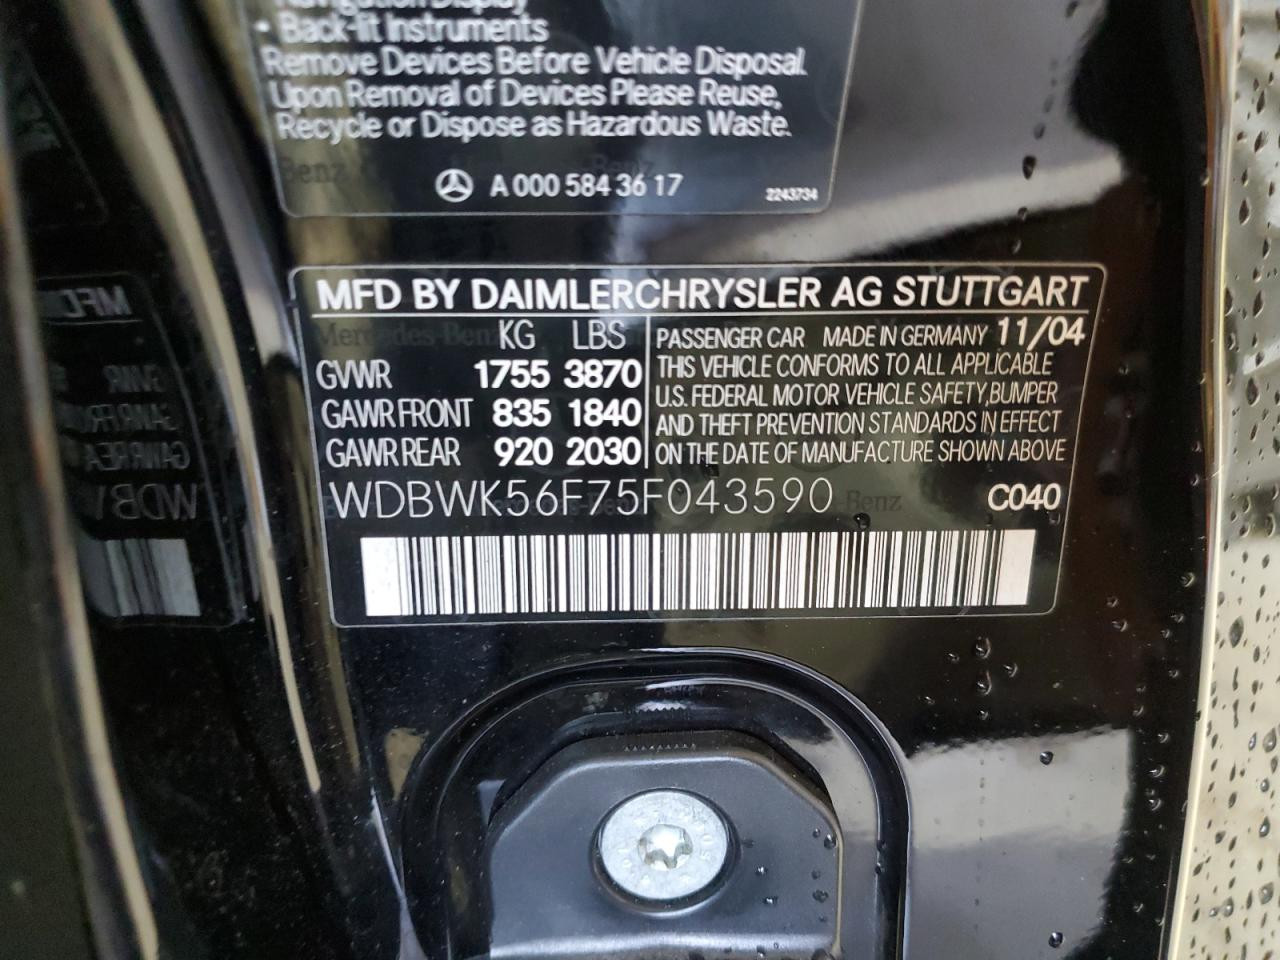 Navigation Display
• Back-lit Instruments
Remove Devices Before Vehicle Disposal.
Upon Removal of Devices Please Reuse,
Recycle or Dispose as Hazardous Waste.
A 000 584 36 17
2243734
MFD BY DAIMLERCHRYSLER AG STUTTGART
KG LBS
GVWR 1755 3870
GAWR FRONT 835 1840
GAWR REAR 920 2030
PASSENGER CAR MADE IN GERMANY 11/04
THIS VEHICLE CONFORMS TO ALL APPLICABLE
U.S. FEDERAL MOTOR VEHICLE SAFETY,BUMPER
AND THEFT PREVENTION STANDARDS IN EFFECT
ON THE DATE OF MANUFACTURE SHOWN ABOVE
WDBWK56F75F043590
C040